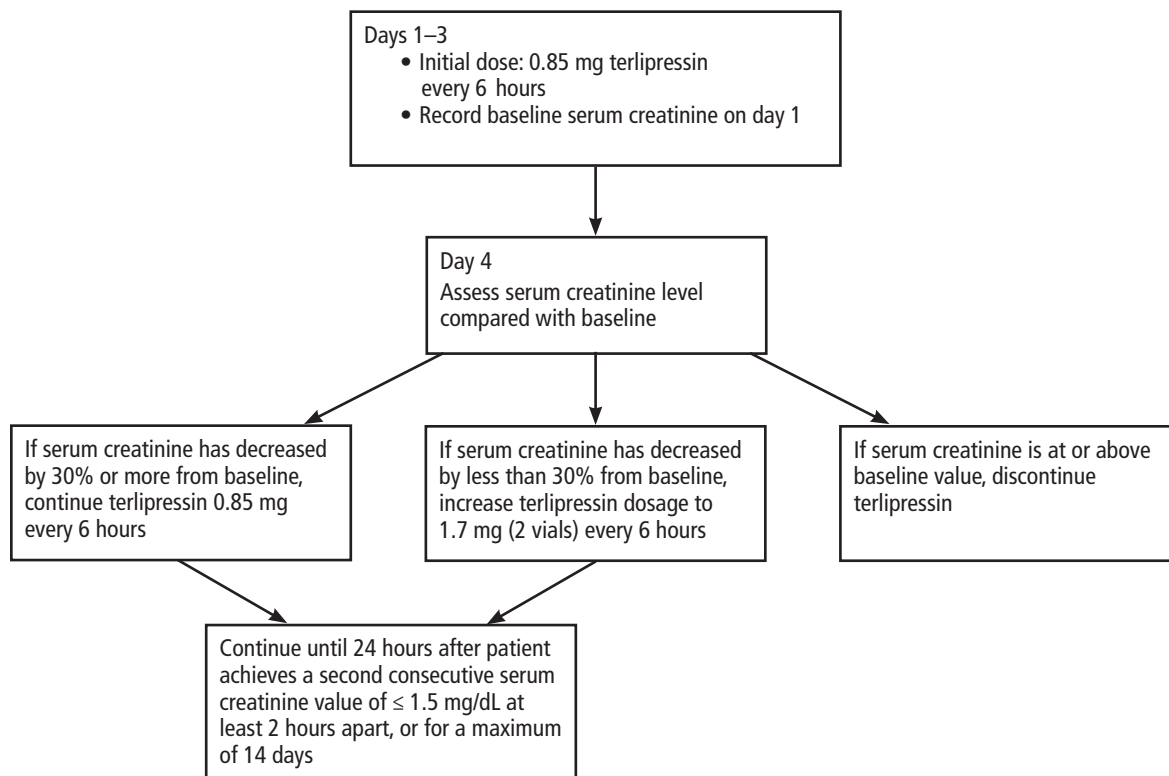 Days 1–3
• Initial dose: 0.85 mg terlipressin
every 6 hours
• Record baseline serum creatinine on day 1
Day 4
Assess serum creatinine level
compared with baseline
If serum creatinine has decreased
by 30% or more from baseline,
continue terlipressin 0.85 mg
every 6 hours
If serum creatinine has decreased
by less than 30% from baseline,
increase terlipressin dosage to
1.7 mg (2 vials) every 6 hours
If serum creatinine is at or above
baseline value, discontinue
terlipressin
Continue until 24 hours after patient
achieves a second consecutive serum
creatinine value of ≤ 1.5 mg/dL at
least 2 hours apart, or for a maximum
of 14 days